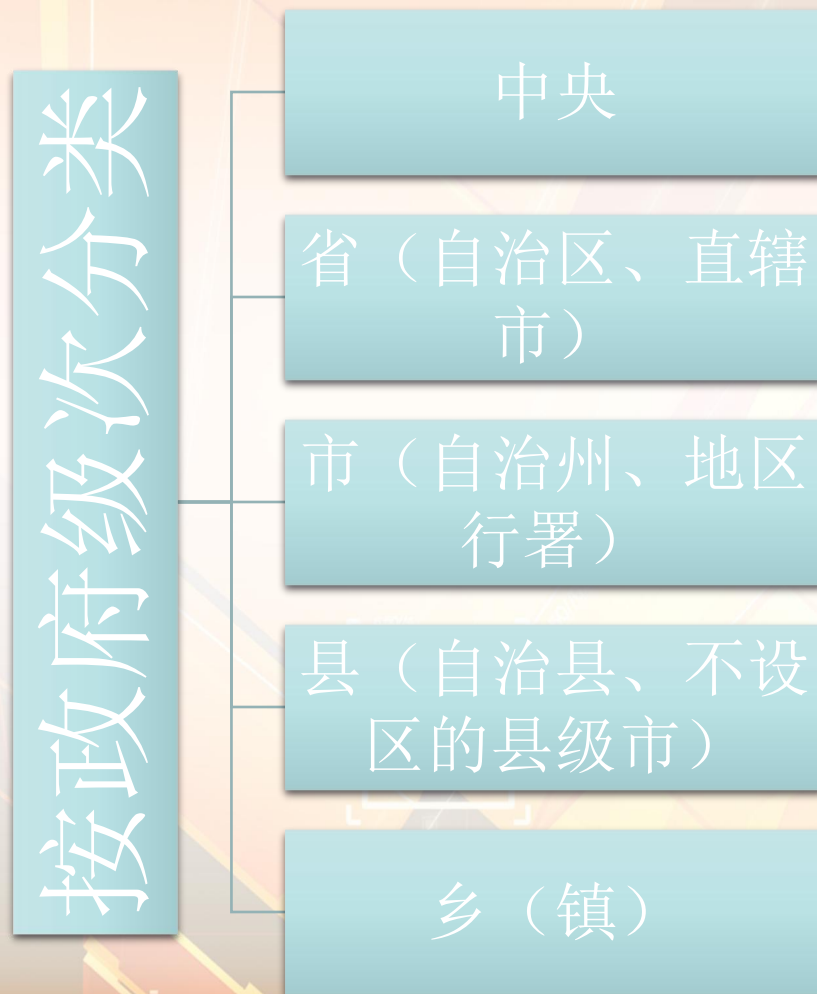 按政府级次分类
中央
省（自治区、直辖
市）
市（自治州、地区
行署）
县（自治县、不设
区的县级市）
乡（镇）